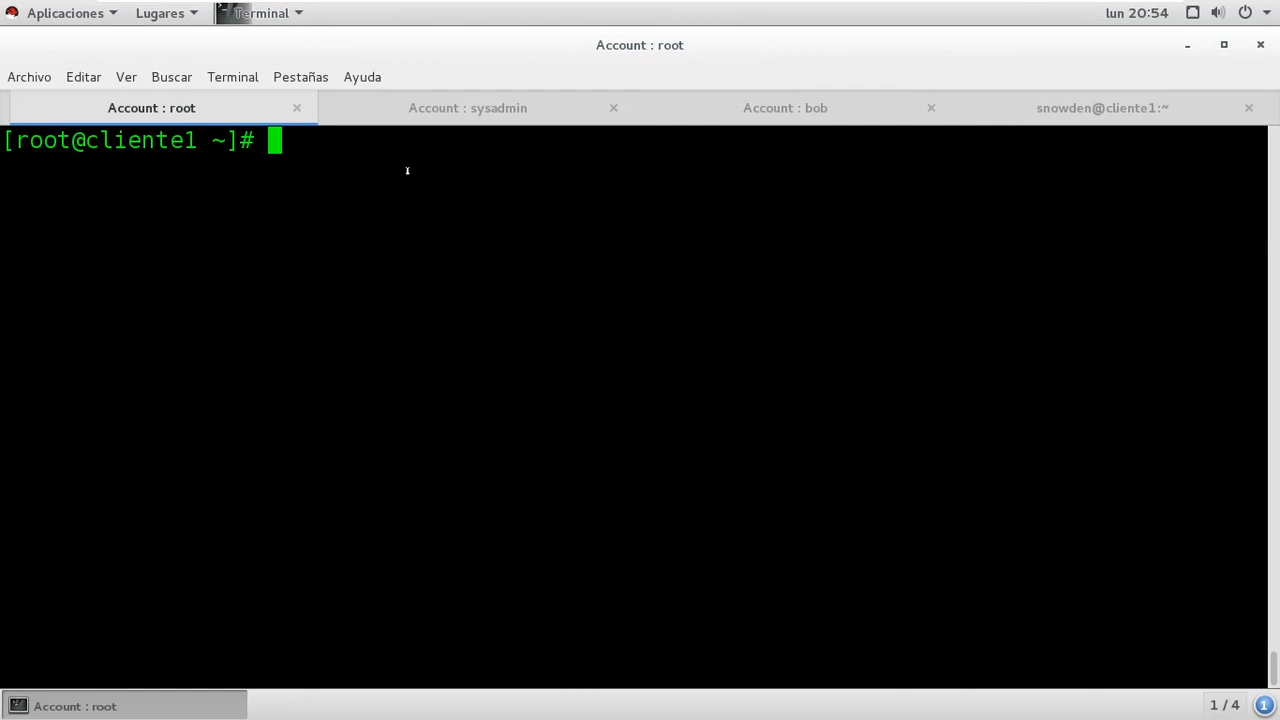 Aplicaciones Lugares Terminal lun 20:54
Account : root
Archivo Editar Ver Buscar Terminal Pestañas Ayuda
Account : root Account : sysadmin Account : bob snowden@cliente1:~
[root@cliente1 ~]#
Account : root 1 / 4 1